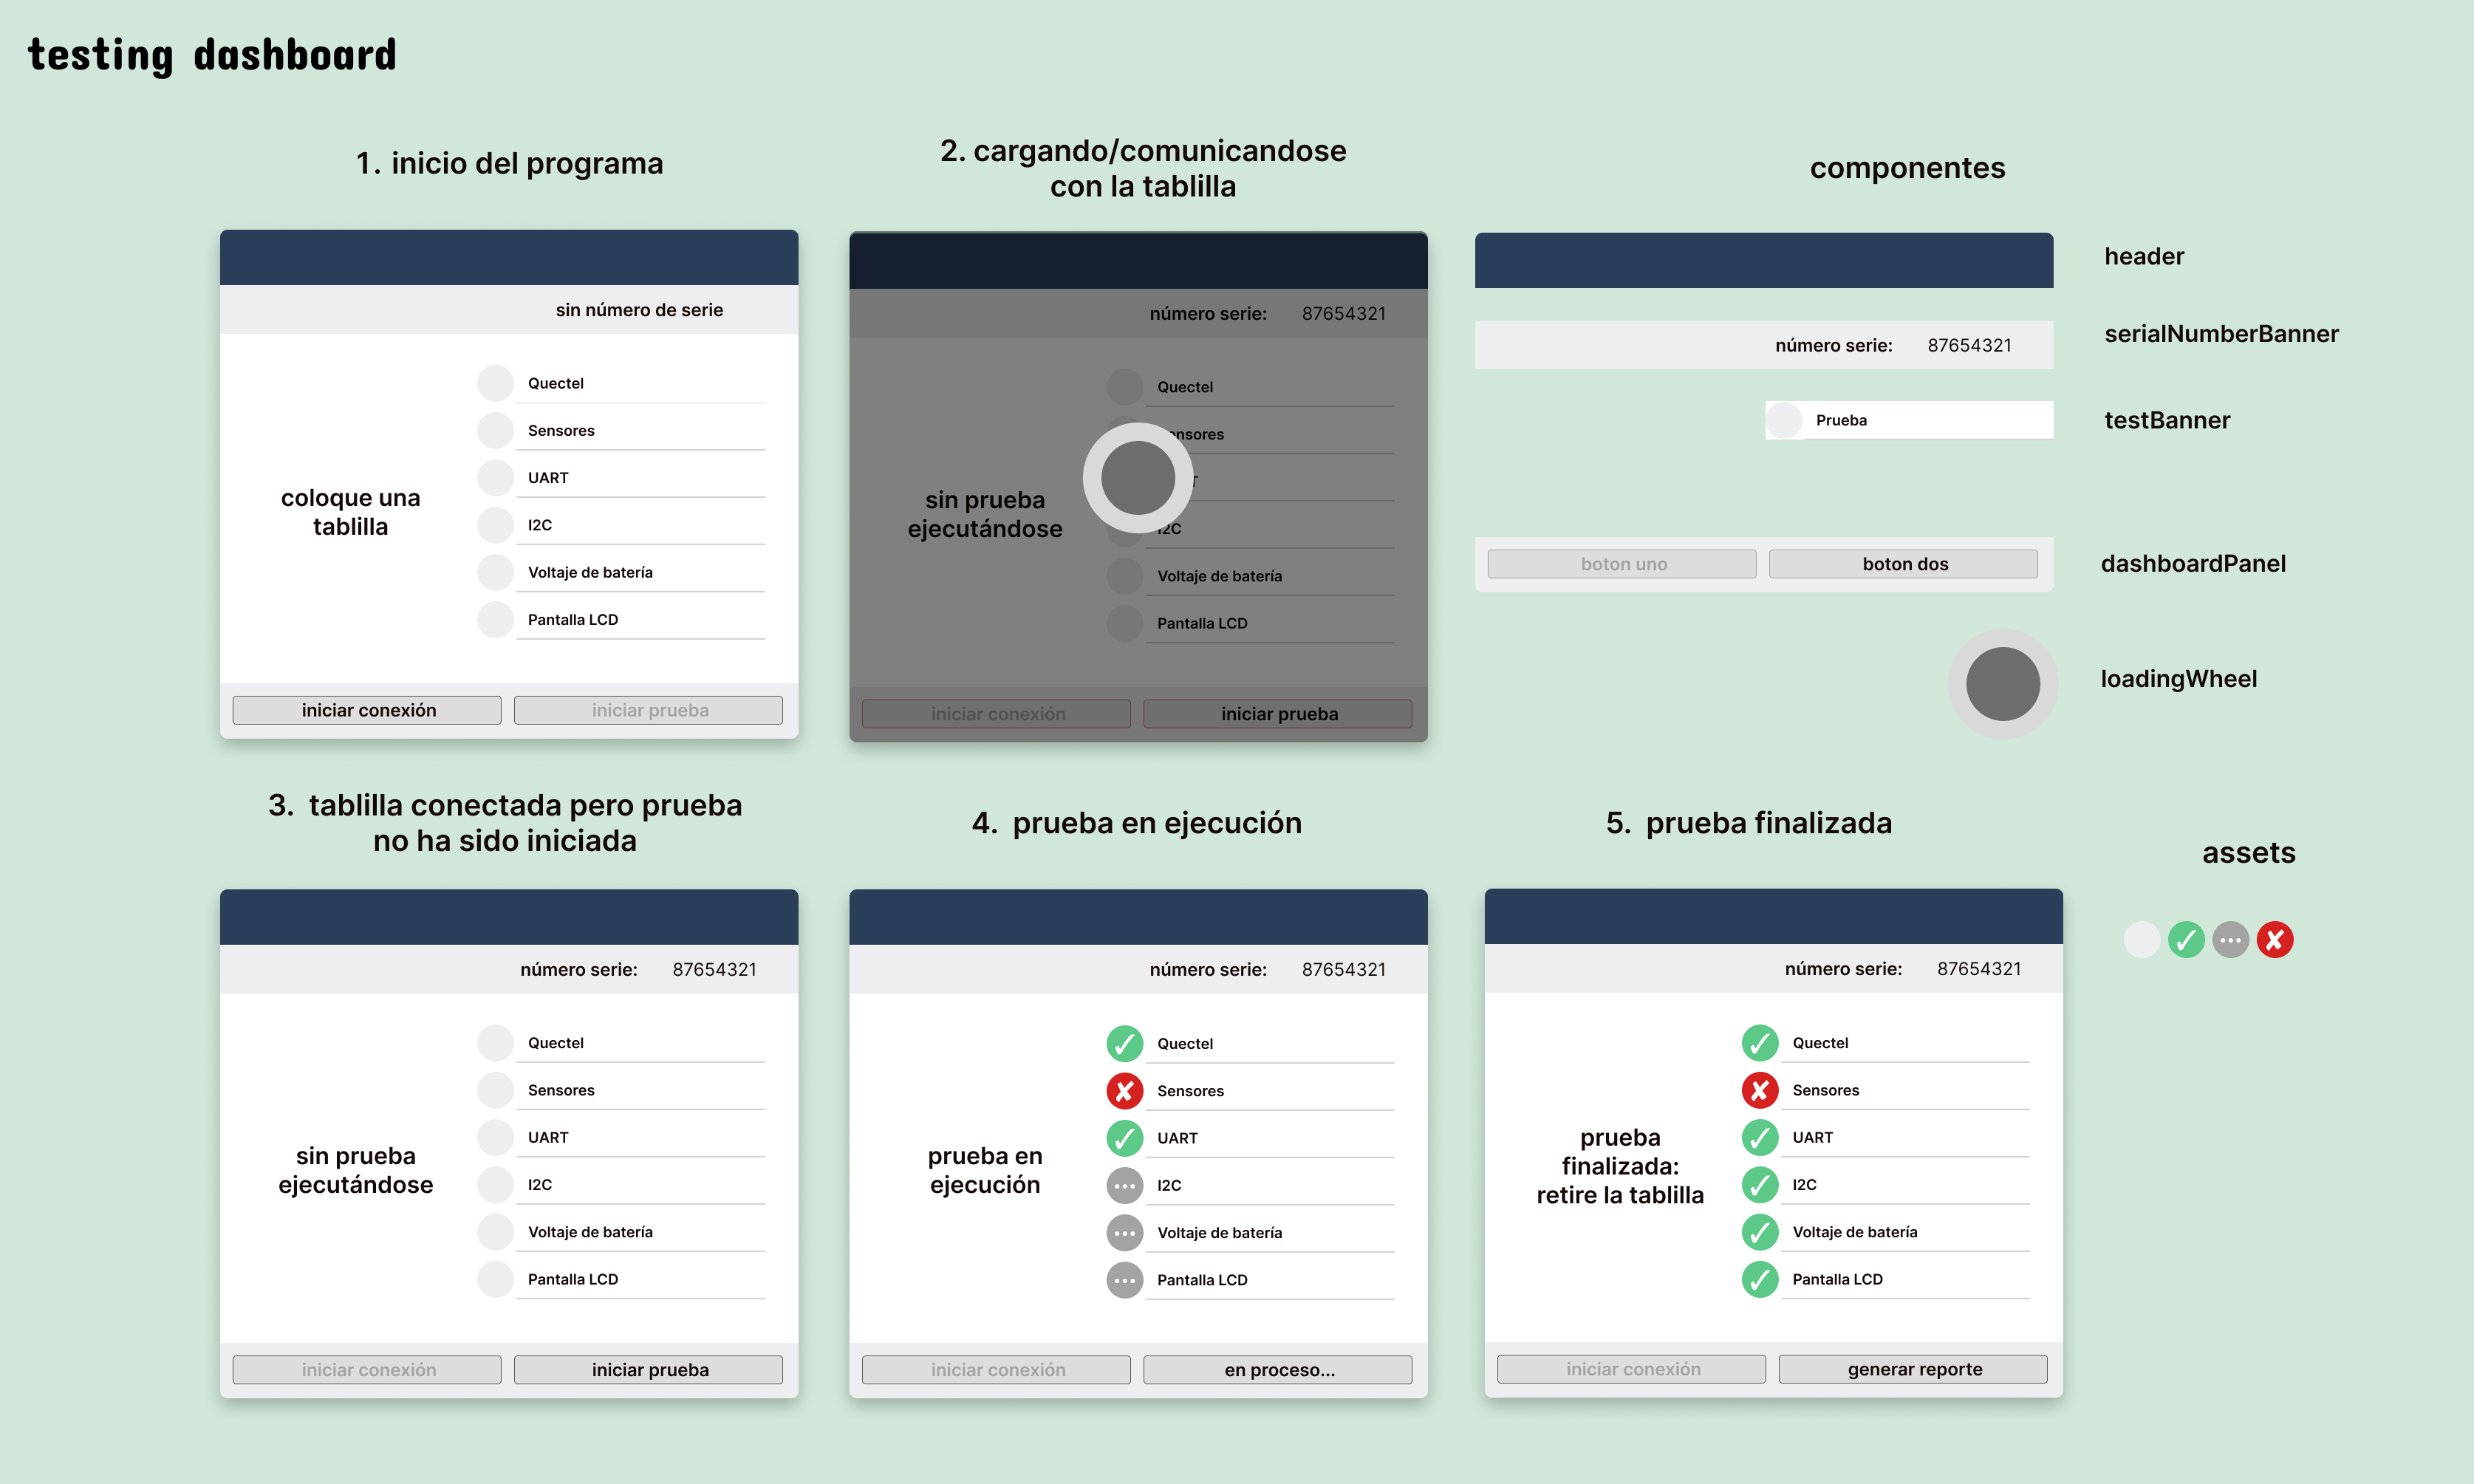 testing dashboard
1. inicio del programa
sin número de serie
Quectel
Sensores
UART
I2C
Voltaje de batería
Pantalla LCD
coloque una
tablilla
iniciar conexión
iniciar prueba
2. cargando/comunicandose
con la tablilla
número serie: 87654321
Quectel
nsores
I2C
Voltaje de batería
Pantalla LCD
sin prueba
ejecutándose
iniciar conexión
iniciar prueba
componentes
header
número serie: 87654321
serialNumberBanner
Prueba
testBanner
boton uno
boton dos
dashboardPanel
loadingWheel
3. tablilla conectada pero prueba
no ha sido iniciada
número serie: 87654321
Quectel
Sensores
UART
I2C
Voltaje de batería
Pantalla LCD
sin prueba
ejecutándose
iniciar conexión
iniciar prueba
4. prueba en ejecución
número serie: 87654321
Quectel
Sensores
UART
I2C
Voltaje de batería
Pantalla LCD
prueba en
ejecución
iniciar conexión
en proceso...
5. prueba finalizada
número serie: 87654321
Quectel
Sensores
UART
I2C
Voltaje de batería
Pantalla LCD
prueba
finalizada:
retire la tablilla
iniciar conexión
generar reporte
assets